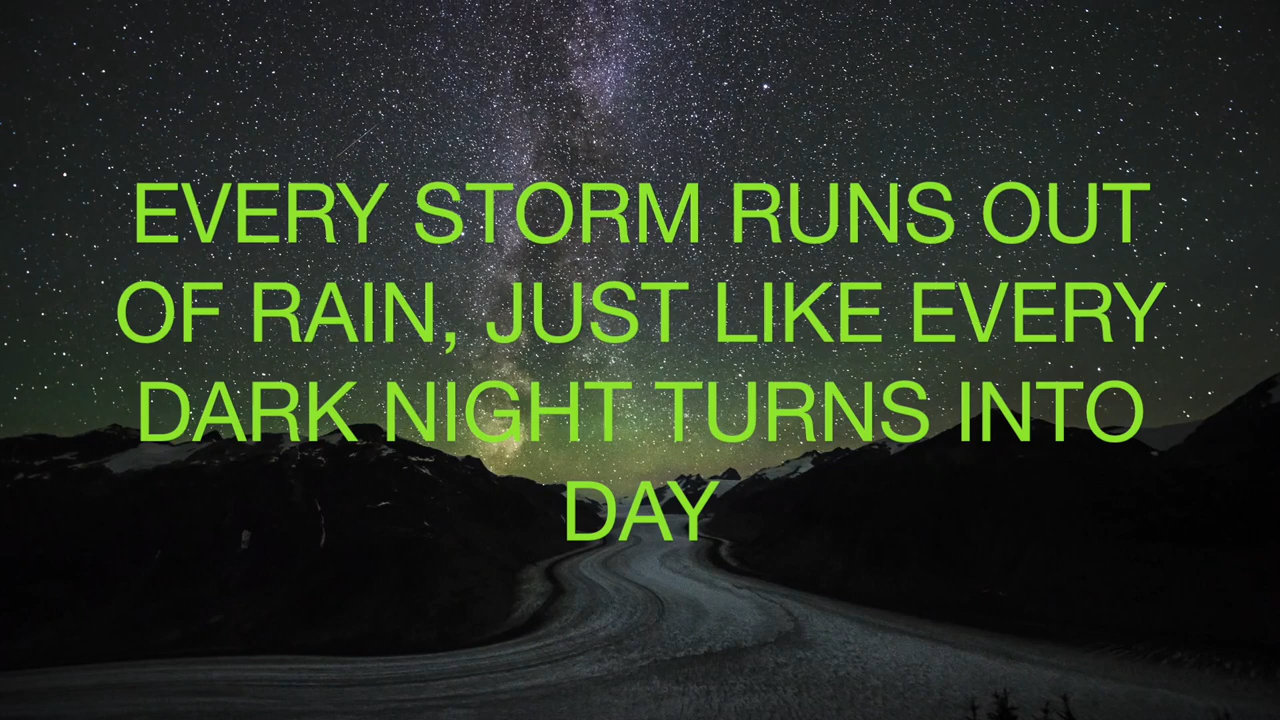 EVERY STORM RUNS OUT
OF RAIN, JUST LIKE EVERY
DARK NIGHT TURNS INTO
DAY